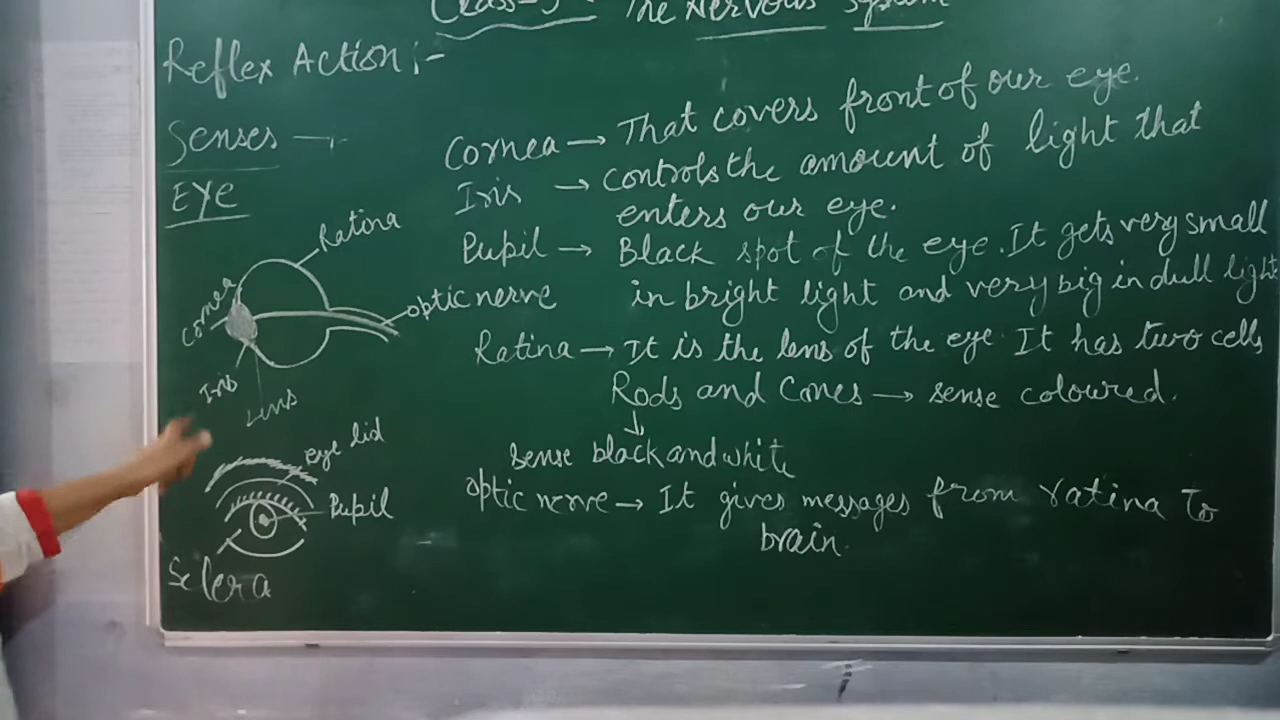 Class-5 The Nervous System
Reflex Action:-
Senses →
EYE
Cornea → That covers front of our eye.
Iris → controls the amount of light that
enters our eye.
Pupil → Black spot of the eye. It gets very small
in bright light and very big in dull light
Ratina → It is the lens of the eye. It has two cells
Rods and Cones → sense coloured.
↓
sense black and white
optic nerve → It gives messages from ratina to
brain.
Ratina
Cornea
optic nerve
Iris
Lens
eye lid
Pupil
Sclera